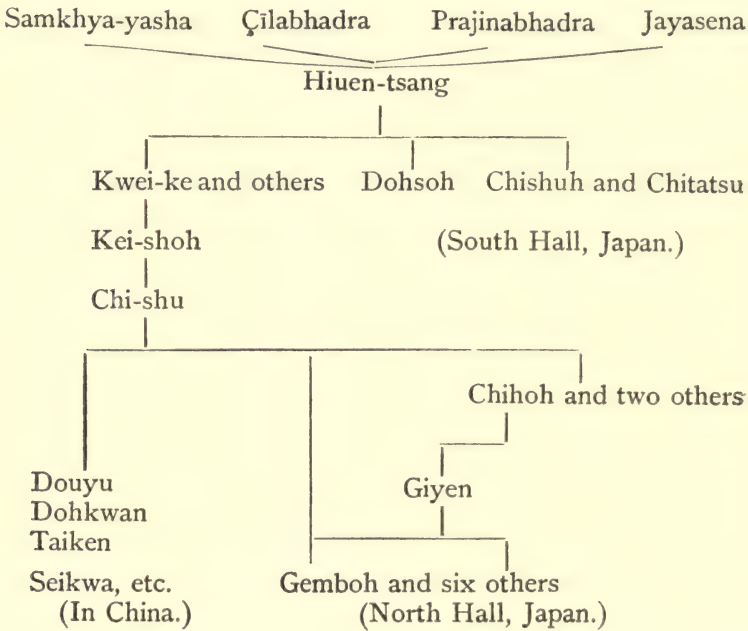 Samkhya-yasha Çīlabhadra Prajinabhadra Jayasena
Hiuen-tsang
Kwei-ke and others Dohsoh Chishuh and Chitatsu
Kei-shoh (South Hall, Japan.)
Chi-shu
Chihoh and two others
Douyu Giyen
Dohkwan
Taiken
Seikwa, etc. Gemboh and six others
(In China.) (North Hall, Japan.)